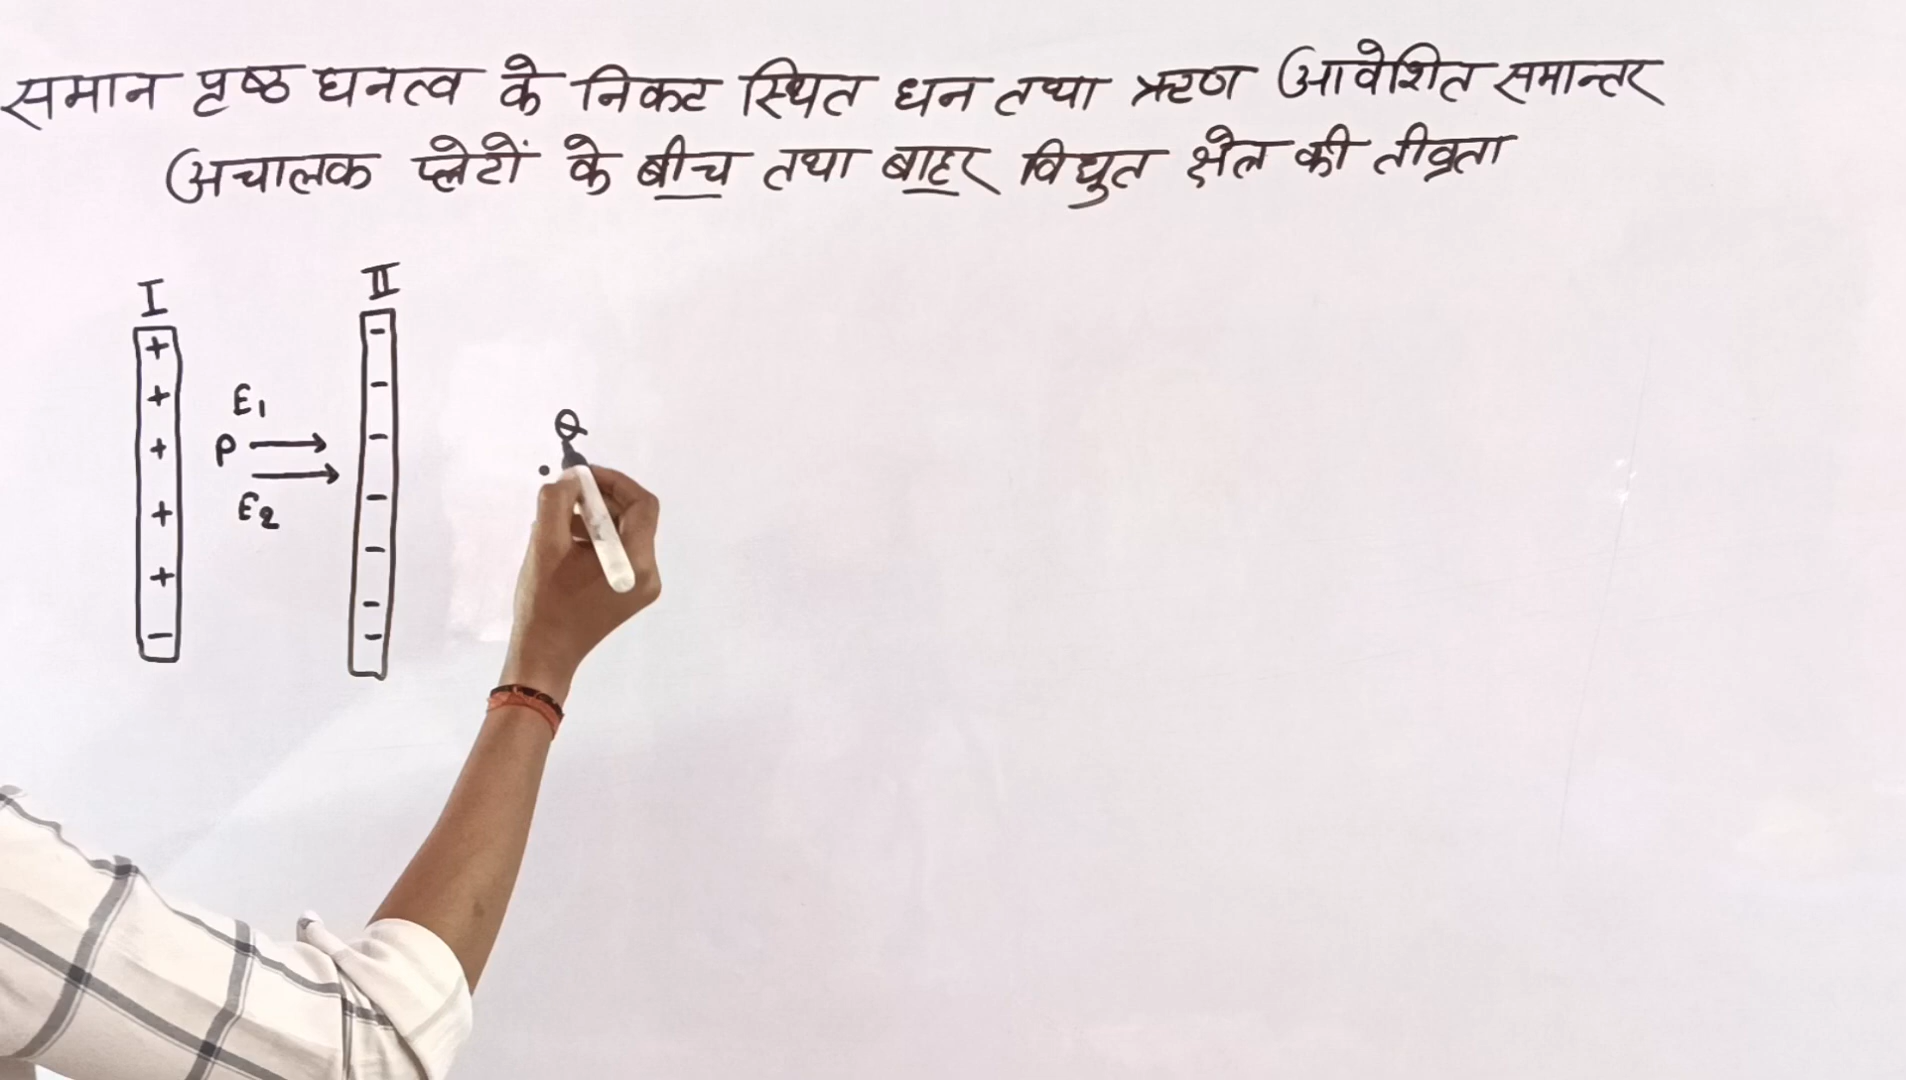 समान पृष्ठ घनत्व के निकट स्थित धन तथा ऋण आवेशित समान्तर
अचालक प्लेटों के बीच तथा बाहर विद्युत क्षेत्र की तीव्रता
I II
+ -
+ -
+ -
+ -
+ -
- -
-
E1
P
E2
Q